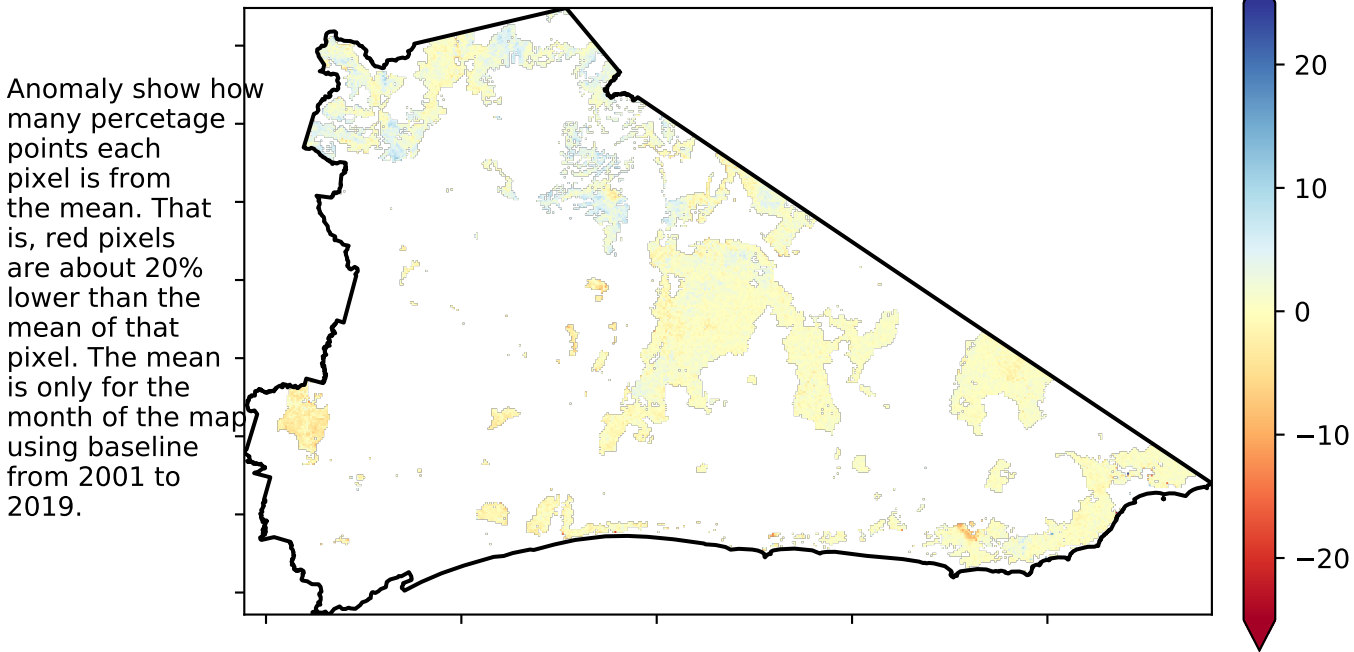 Anomaly show how
many percetage
points each
pixel is from
the mean. That
is, red pixels
are about 20%
lower than the
mean of that
pixel. The mean
is only for the
month of the map
using baseline
from 2001 to
2019.
20
10
0
−10
−20